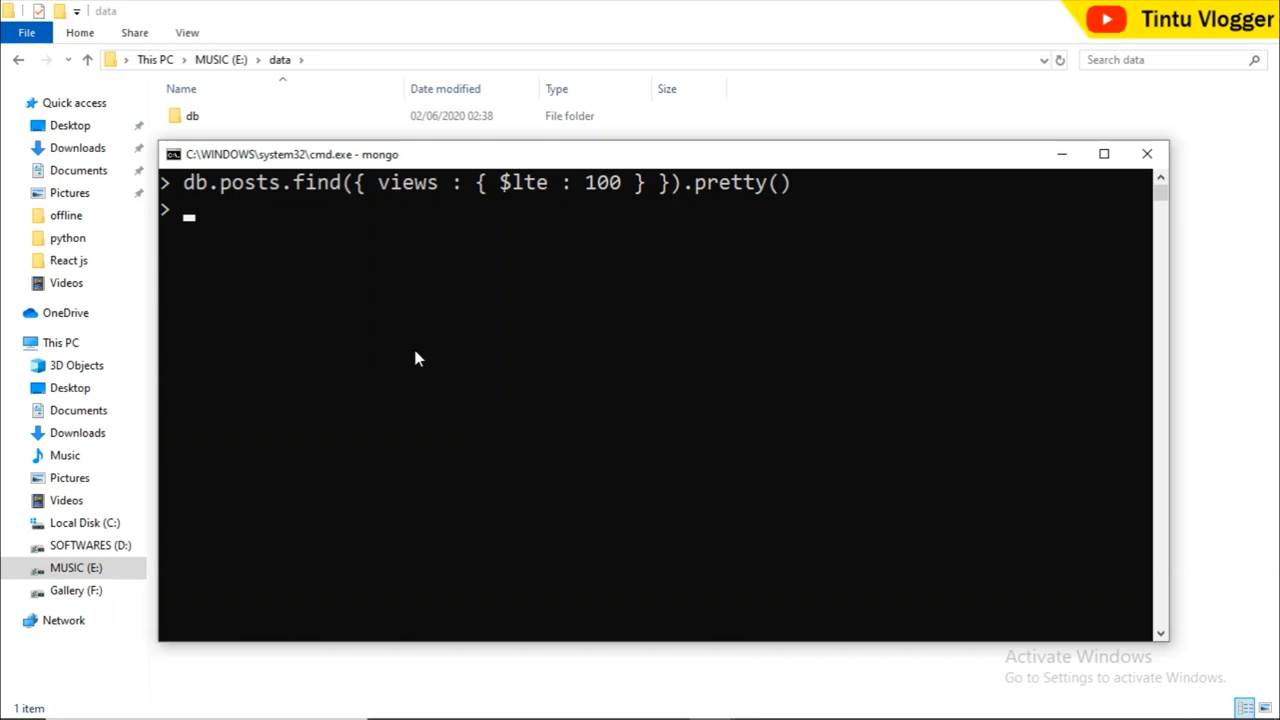 data
Tintu Vlogger
File Home Share View
This PC MUSIC (E:) data
Search data
Name Date modified Type Size
db 02/06/2020 02:38 File folder
Quick access
Desktop
Downloads
Documents
Pictures
offline
python
React js
Videos
OneDrive
This PC
3D Objects
Desktop
Documents
Downloads
Music
Pictures
Videos
Local Disk (C:)
SOFTWARES (D:)
MUSIC (E:)
Gallery (F:)
Network
C:\WINDOWS\system32\cmd.exe - mongo
> db.posts.find({ views : { $lte : 100 } }).pretty()
>
Activate Windows
Go to Settings to activate Windows.
1 item